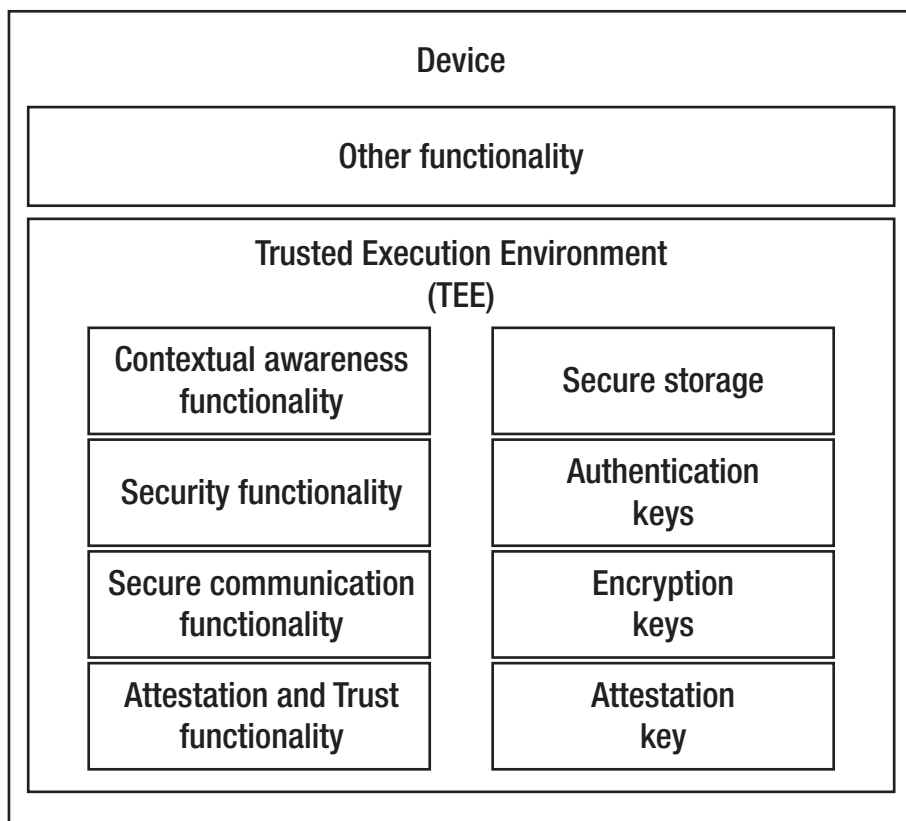 Device
Other functionality
Trusted Execution Environment
(TEE)
Contextual awareness
functionality
Secure storage
Security functionality
Authentication
keys
Secure communication
functionality
Encryption
keys
Attestation and Trust
functionality
Attestation
key